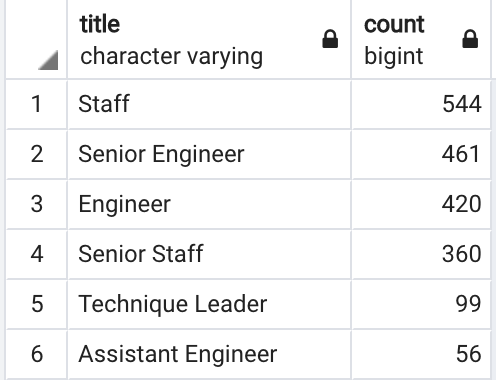 title count
character varying bigint
1 Staff 544
2 Senior Engineer 461
3 Engineer 420
4 Senior Staff 360
5 Technique Leader 99
6 Assistant Engineer 56